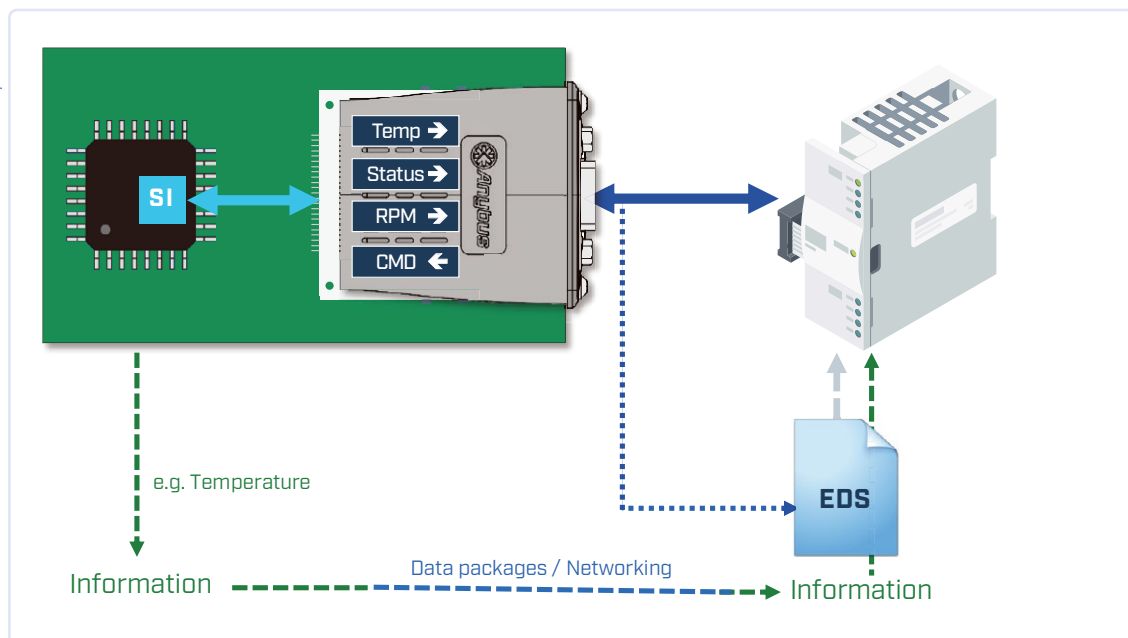 SI
Temp
Status
RPM
CMD
Anybus
e.g. Temperature
EDS
Information
Data packages / Networking
Information